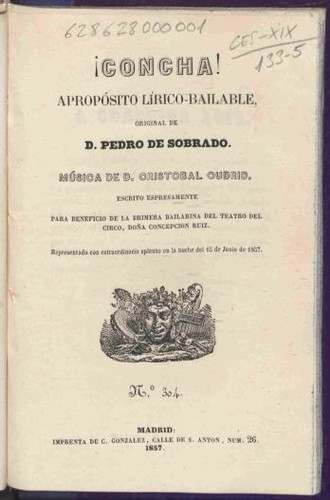 628628000001
CES-XIX
133-5
¡CONCHA!
APROPÓSITO LÍRICO-BAILABLE,
ORIGINAL DE
D. PEDRO DE SOBRADO.
MÚSICA DE D. CRISTOBAL OUDRID,
ESCRITO ESPRESAMENTE
PARA BENEFICIO DE LA PRIMERA BAILARINA DEL TEATRO DEL
CIRCO, DOÑA CONCEPCION RUIZ.
Representado con extraordinario aplauso en la noche del 15 de Junio de 1857.
N.º 304.
MADRID:
IMPRENTA DE C. GONZALEZ, CALLE DE S. ANTON, NUM. 26.
1857.